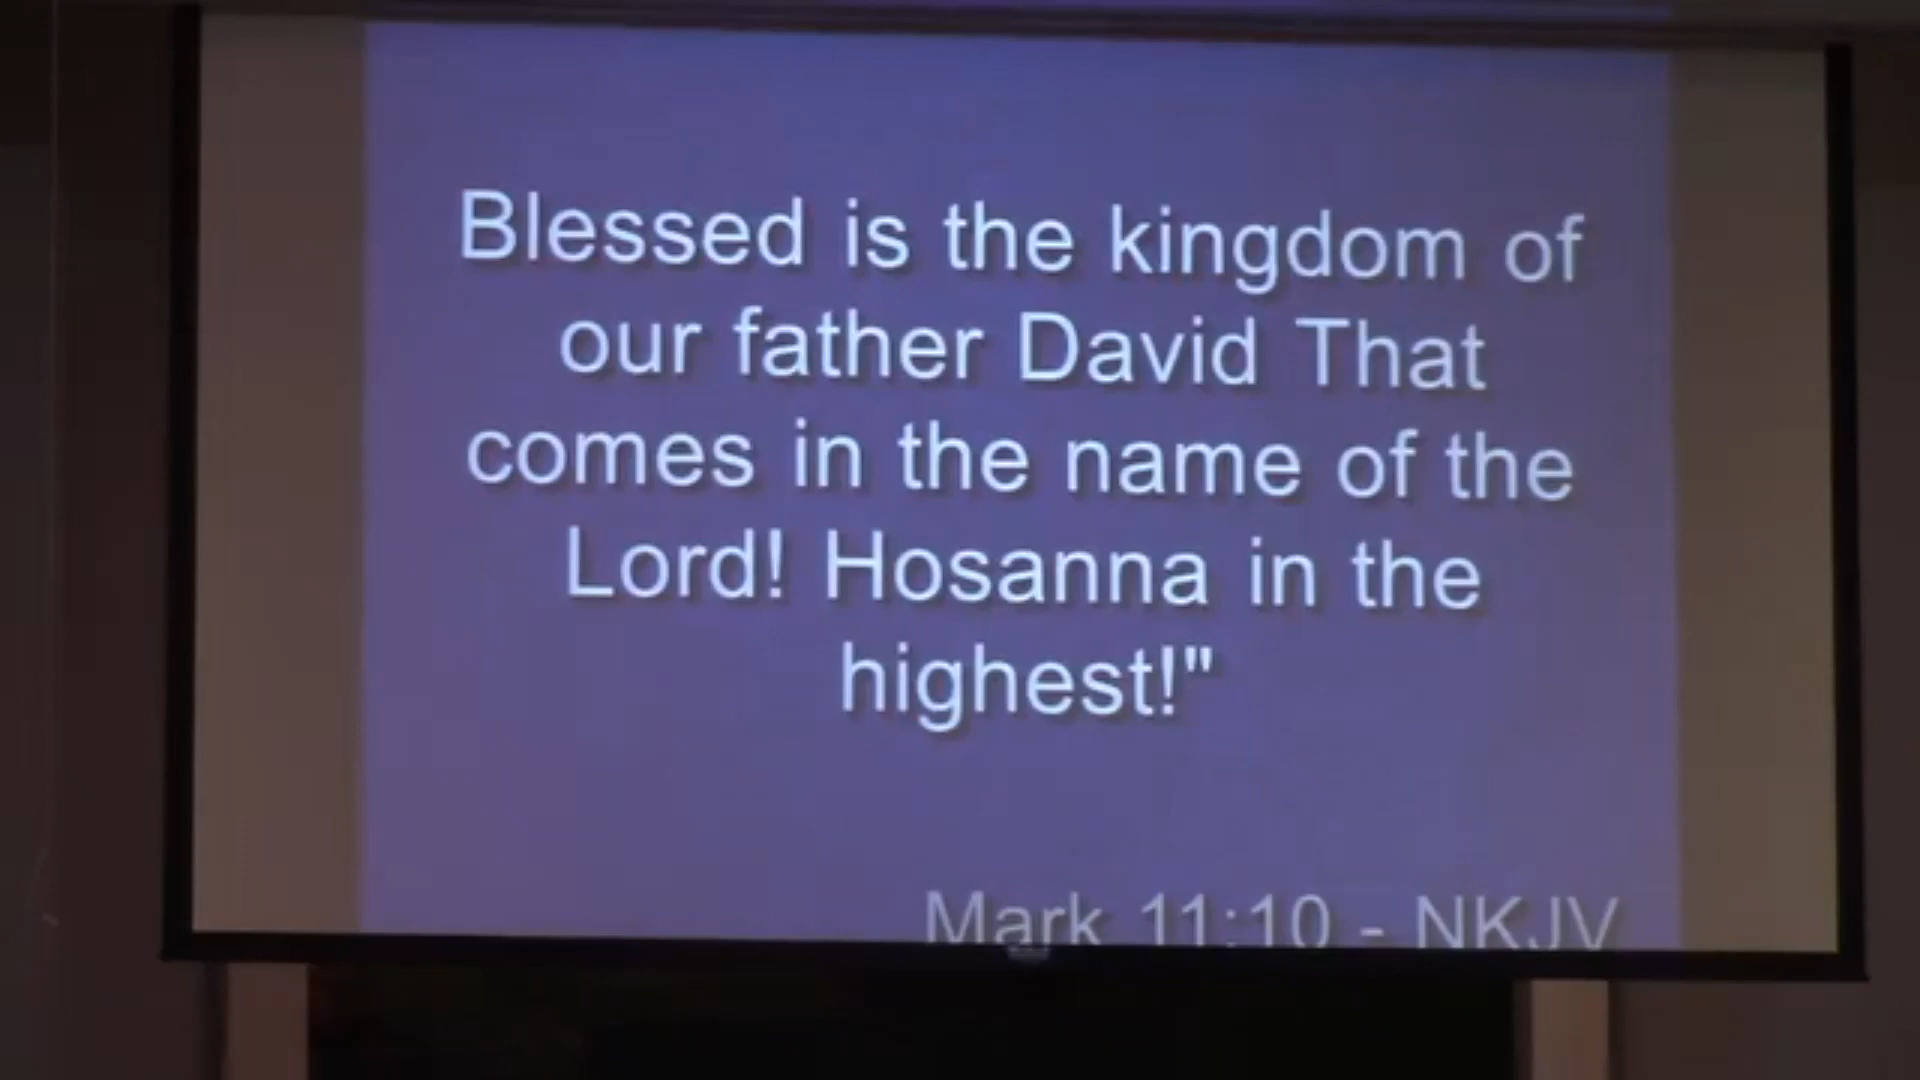 Blessed is the kingdom of
our father David That
comes in the name of the
Lord! Hosanna in the
highest!"
Mark 11:10 - NKJV